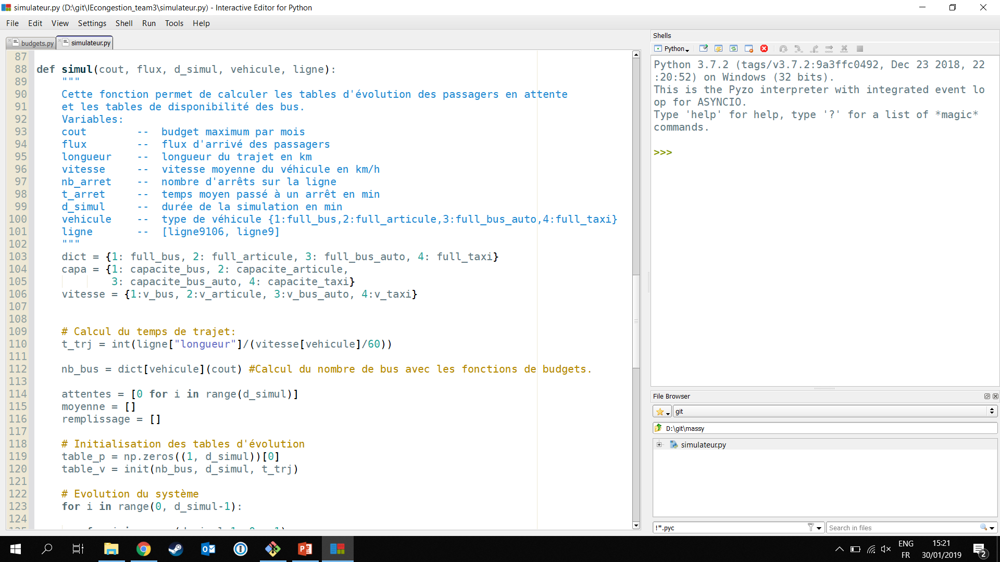 simulateur.py (D:\git\IEcongestion_team3\simulateur.py) - Interactive Editor for Python
File Edit View Settings Shell Run Tools Help
budgets.py simulateur.py
87
88 def simul(cout, flux, d_simul, vehicule, ligne):
89 """
90 Cette fonction permet de calculer les tables d'évolution des passagers en attente
91 et les tables de disponibilité des bus.
92 Variables:
93 cout -- budget maximum par mois
94 flux -- flux d'arrivé des passagers
95 longueur -- longueur du trajet en km
96 vitesse -- vitesse moyenne du véhicule en km/h
97 nb_arret -- nombre d'arrêts sur la ligne
98 t_arret -- temps moyen passé à un arrêt en min
99 d_simul -- durée de la simulation en min
100 vehicule -- type de véhicule {1:full_bus,2:full_articule,3:full_bus_auto,4:full_taxi}
101 ligne -- [ligne9106, ligne9]
102 """
103 dict = {1: full_bus, 2: full_articule, 3: full_bus_auto, 4: full_taxi}
104 capa = {1: capacite_bus, 2: capacite_articule,
105 3: capacite_bus_auto, 4: capacite_taxi}
106 vitesse = {1:v_bus, 2:v_articule, 3:v_bus_auto, 4:v_taxi}
107
108
109 # Calcul du temps de trajet:
110 t_trj = int(ligne["longueur"]/(vitesse[vehicule]/60))
111
112 nb_bus = dict[vehicule](cout) #Calcul du nombre de bus avec les fonctions de budgets.
113
114 attentes = [0 for i in range(d_simul)]
115 moyenne = []
116 remplissage = []
117
118 # Initialisation des tables d'évolution
119 table_p = np.zeros((1, d_simul))[0]
120 table_v = init(nb_bus, d_simul, t_trj)
121
122 # Evolution du système
123 for i in range(0, d_simul-1):
124
Shells
Python
Python 3.7.2 (tags/v3.7.2:9a3ffc0492, Dec 23 2018, 22
:20:52) on Windows (32 bits).
This is the Pyzo interpreter with integrated event lo
op for ASYNCIO.
Type 'help' for help, type '?' for a list of *magic*
commands.
>>>
File Browser
git
D:\git\massy
simulateur.py
!*.pyc Search in files
ENG
FR
15:21
30/01/2019
2